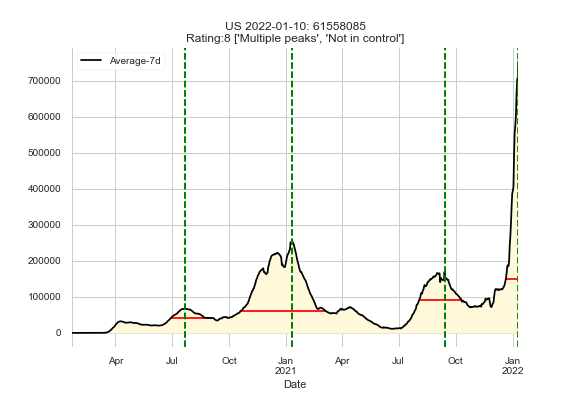 US 2022-01-10: 61558085
Rating:8 ['Multiple peaks', 'Not in control']
Average-7d
700000
600000
500000
400000
300000
200000
100000
0
Apr Jul Oct Jan Apr Jul Oct Jan
2021 2022
Date